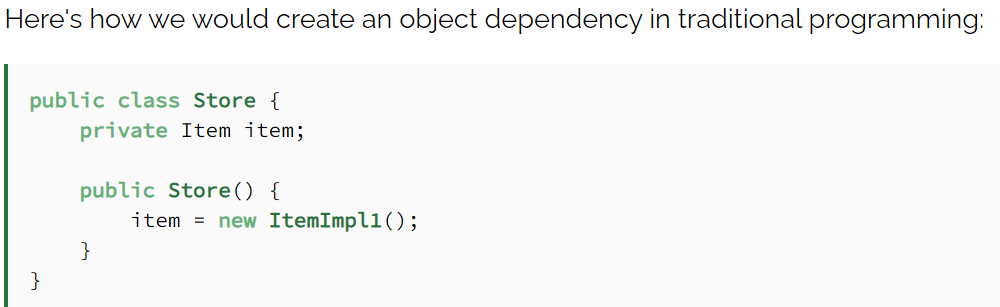 Here's how we would create an object dependency in traditional programming:
public class Store {
    private Item item;
    public Store() {
        item = new ItemImpl1();
    }
}